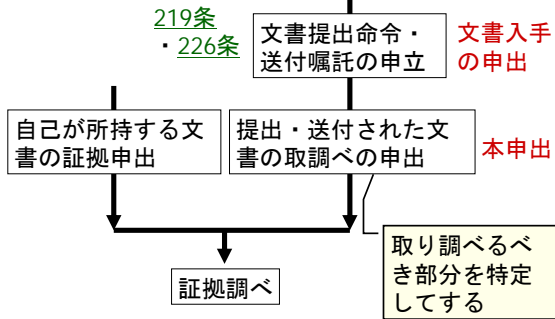 219条
・226条
文書提出命令・
送付嘱託の申立
文書入手
の申出
自己が所持する文
書の証拠申出
提出・送付された文
書の取調べの申出
本申出
取り調べるべ
き部分を特定
してする
証拠調べ